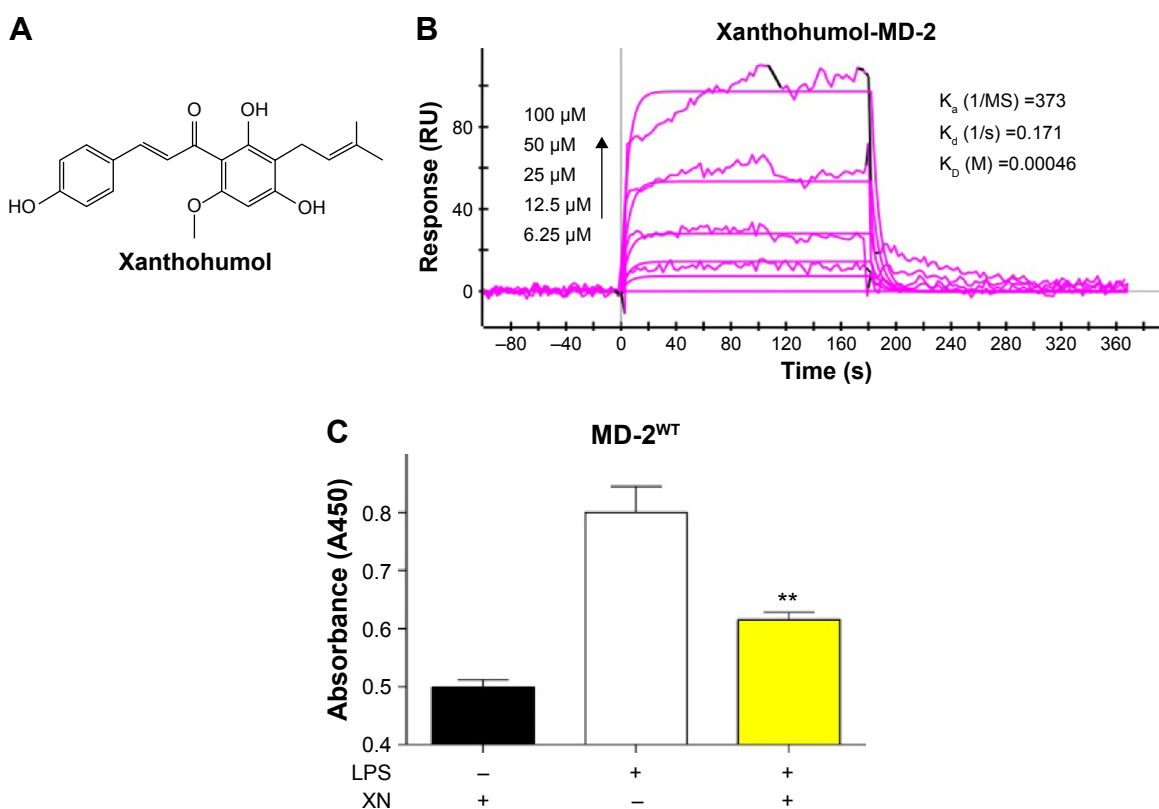 A
O
OH
HO
O
OH
Xanthohumol
B
Xanthohumol-MD-2
Response (RU)
80
40
0
100 µM
50 µM
25 µM
12.5 µM
6.25 µM
Kₐ (1/MS) =373
K_d (1/s) =0.171
K_D (M) =0.00046
–80 –40 0 40 80 120 160 200 240 280 320 360
Time (s)
C
MD-2ᵂᵀ
Absorbance (A450)
0.8
0.7
0.6
0.5
0.4
**
LPS – + +
XN + – +